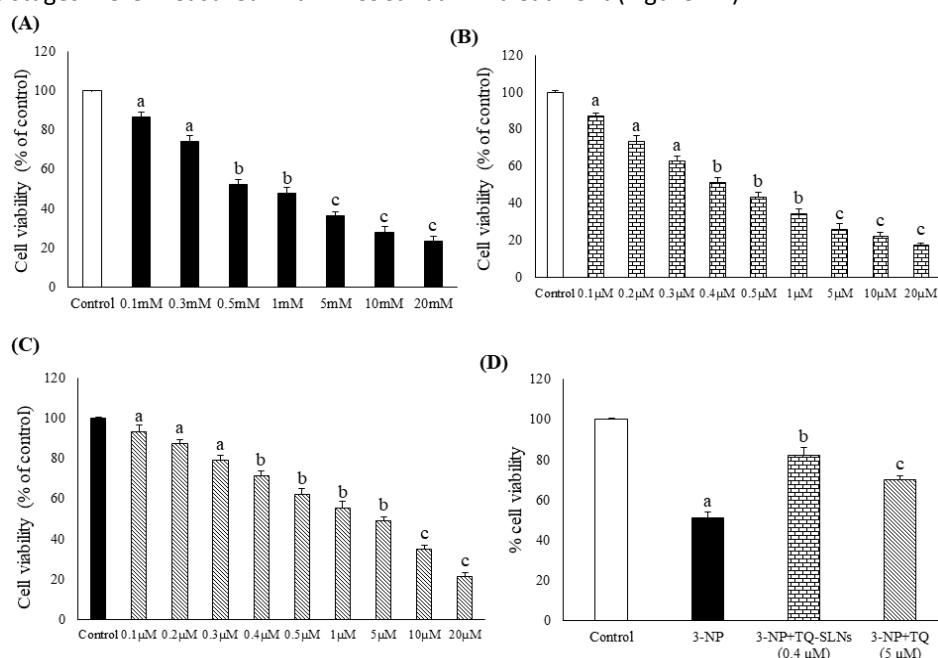 stages were measured
(A)
120
100
80
60
40
20
0
Cell viability (% of control)
a
a
b
b
c
c
c
Control 0.1mM 0.3mM 0.5mM 1mM 5mM 10mM 20mM
(B)
120
100
80
60
40
20
0
Cell viability (% of control)
a
a
a
b
b
b
c
c
c
Control 0.1µM 0.2µM 0.3µM 0.4µM 0.5µM 1µM 5µM 10µM 20µM
(C)
120
100
80
60
40
20
0
Cell viability (% of control)
a
a
a
b
b
b
b
c
c
Control 0.1µM 0.2µM 0.3µM 0.4µM 0.5µM 1µM 5µM 10µM 20µM
(D)
120
100
80
60
40
20
0
% cell viability
a
b
c
Control 3-NP 3-NP+TQ-SLNs 3-NP+TQ
(0.4 µM) (5 µM)